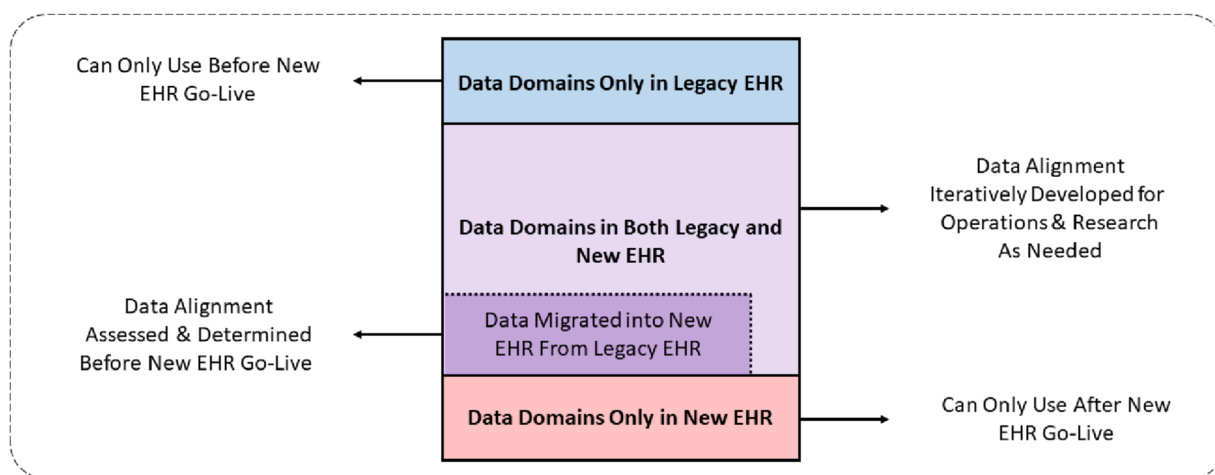 Can Only Use Before New
EHR Go-Live
Data Domains Only in Legacy EHR
Data Alignment
Iteratively Developed for
Operations & Research
As Needed
Data Domains in Both Legacy and
New EHR
Data Alignment
Assessed & Determined
Before New EHR Go-Live
Data Migrated into New
EHR From Legacy EHR
Data Domains Only in New EHR
Can Only Use After New
EHR Go-Live